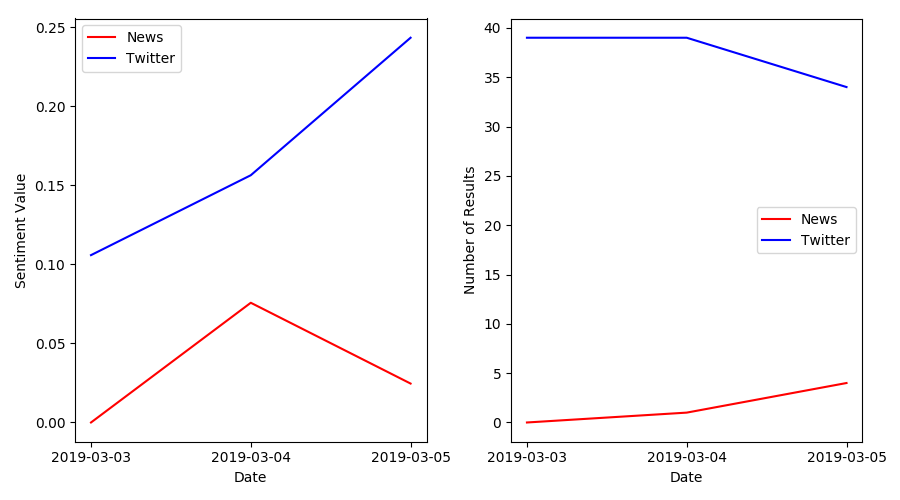 Sentiment Value
0.25
0.20
0.15
0.10
0.05
0.00
News
Twitter
2019-03-03 2019-03-04 2019-03-05
Date
Number of Results
40
35
30
25
20
15
10
5
0
News
Twitter
2019-03-03 2019-03-04 2019-03-05
Date